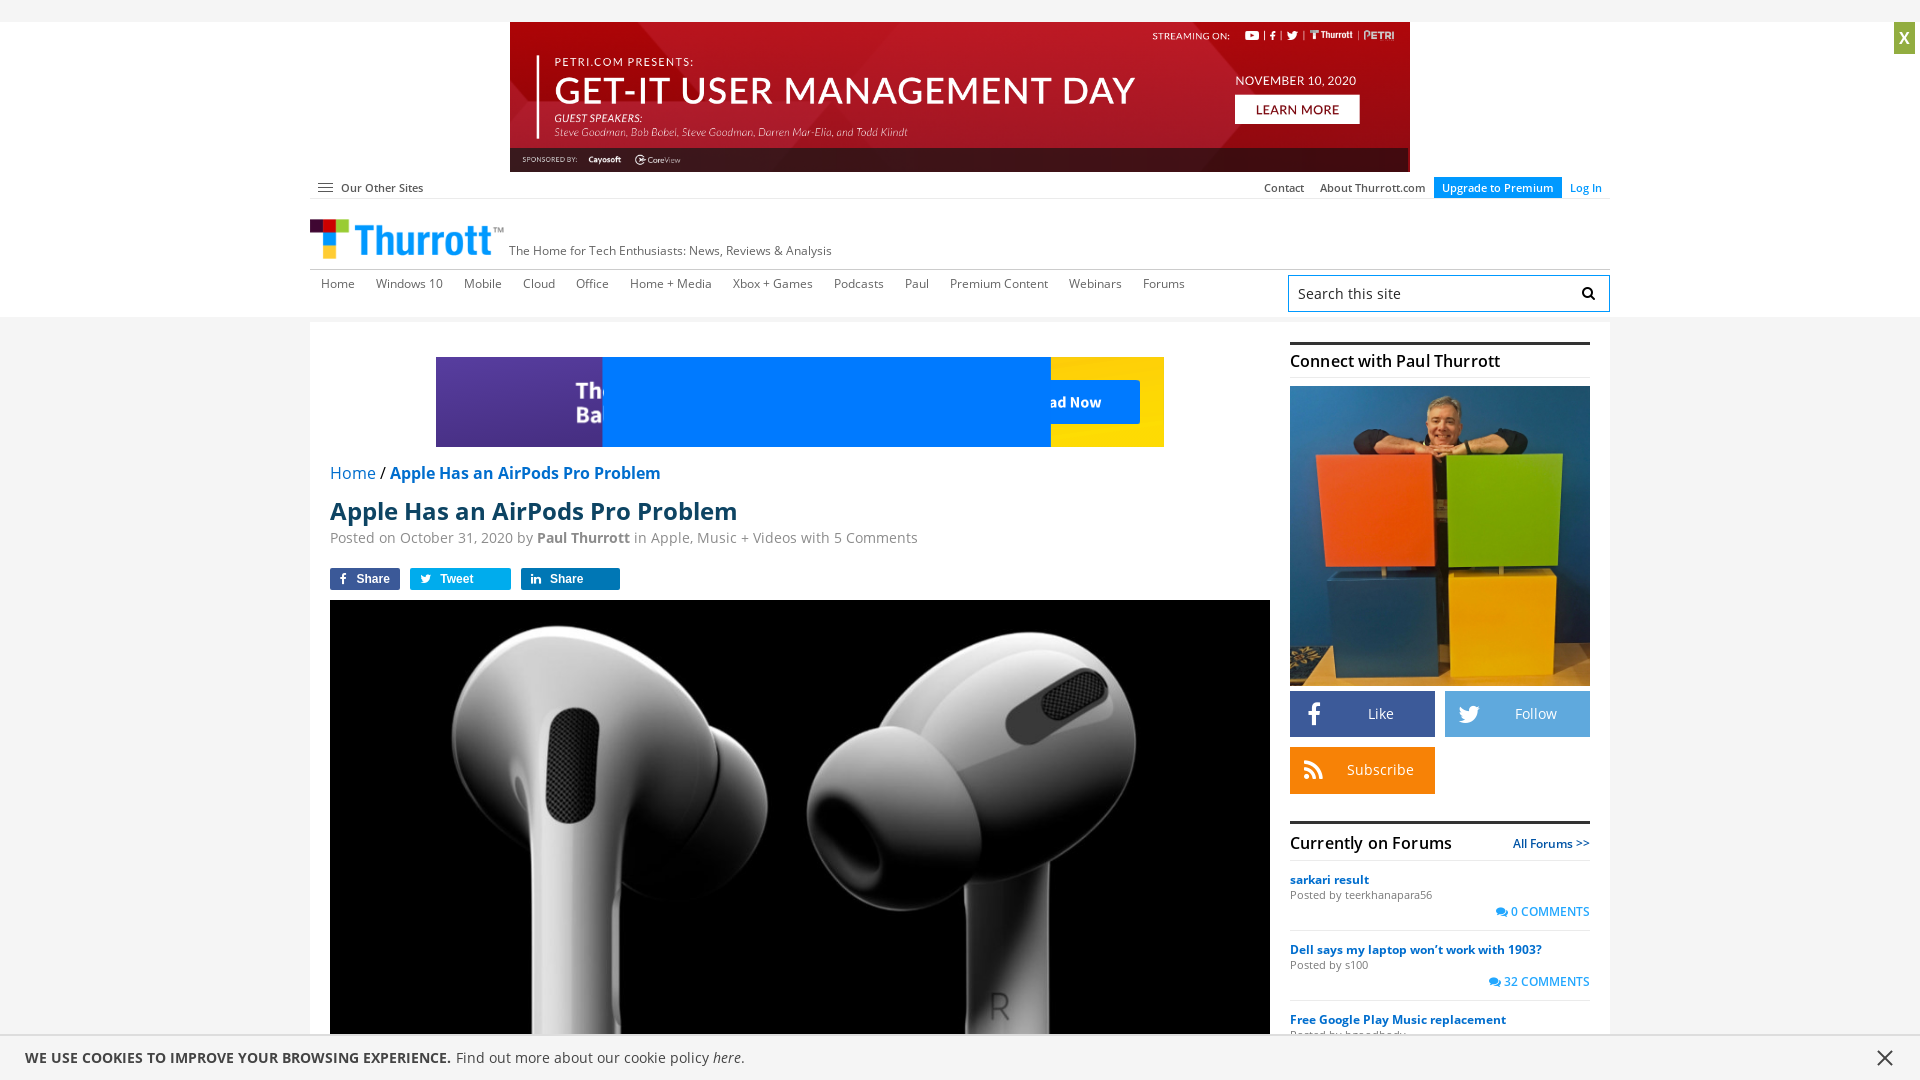 STREAMING ON: | | | Thurrott | PETRI
X
PETRI.COM PRESENTS:
GET-IT USER MANAGEMENT DAY
NOVEMBER 10, 2020
LEARN MORE
GUEST SPEAKERS:
Steve Goodman, Bob Bobel, Steve Goodman, Darren Mar-Elia, and Todd Klindt
SPONSORED BY: Cayosoft CoreView
Our Other Sites
Contact About Thurrott.com Upgrade to Premium Log In
Thurrott™ The Home for Tech Enthusiasts: News, Reviews & Analysis
Home Windows 10 Mobile Cloud Office Home + Media Xbox + Games Podcasts Paul Premium Content Webinars Forums
Search this site
Connect with Paul Thurrott
ad Now
Home / Apple Has an AirPods Pro Problem
Apple Has an AirPods Pro Problem
Posted on October 31, 2020 by Paul Thurrott in Apple, Music + Videos with 5 Comments
Share Tweet Share
R
Like Follow
Subscribe
Currently on Forums All Forums >>
sarkari result
Posted by teerkhanapara56
0 COMMENTS
Dell says my laptop won’t work with 1903?
Posted by s100
32 COMMENTS
Free Google Play Music replacement
WE USE COOKIES TO IMPROVE YOUR BROWSING EXPERIENCE. Find out more about our cookie policy here.